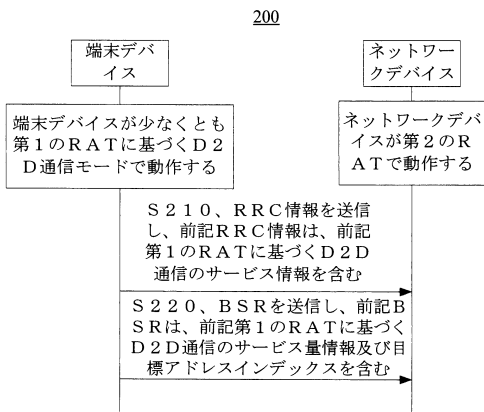 200
端末デバ
イス
ネットワー
クデバイス
端末デバイスが少なくとも
第1のRATに基づくD2
D通信モードで動作する
ネットワークデバ
イスが第2のR
ATで動作する
S210、RRC情報を送信
し、前記RRC情報は、前記
第1のRATに基づくD2D
通信のサービス情報を含む
S220、BSRを送信し、前記B
SRは、前記第1のRATに基づく
D2D通信のサービス量情報及び目
標アドレスインデックスを含む